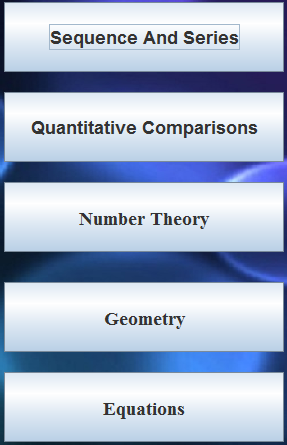 Sequence And Series
Quantitative Comparisons
Number Theory
Geometry
Equations